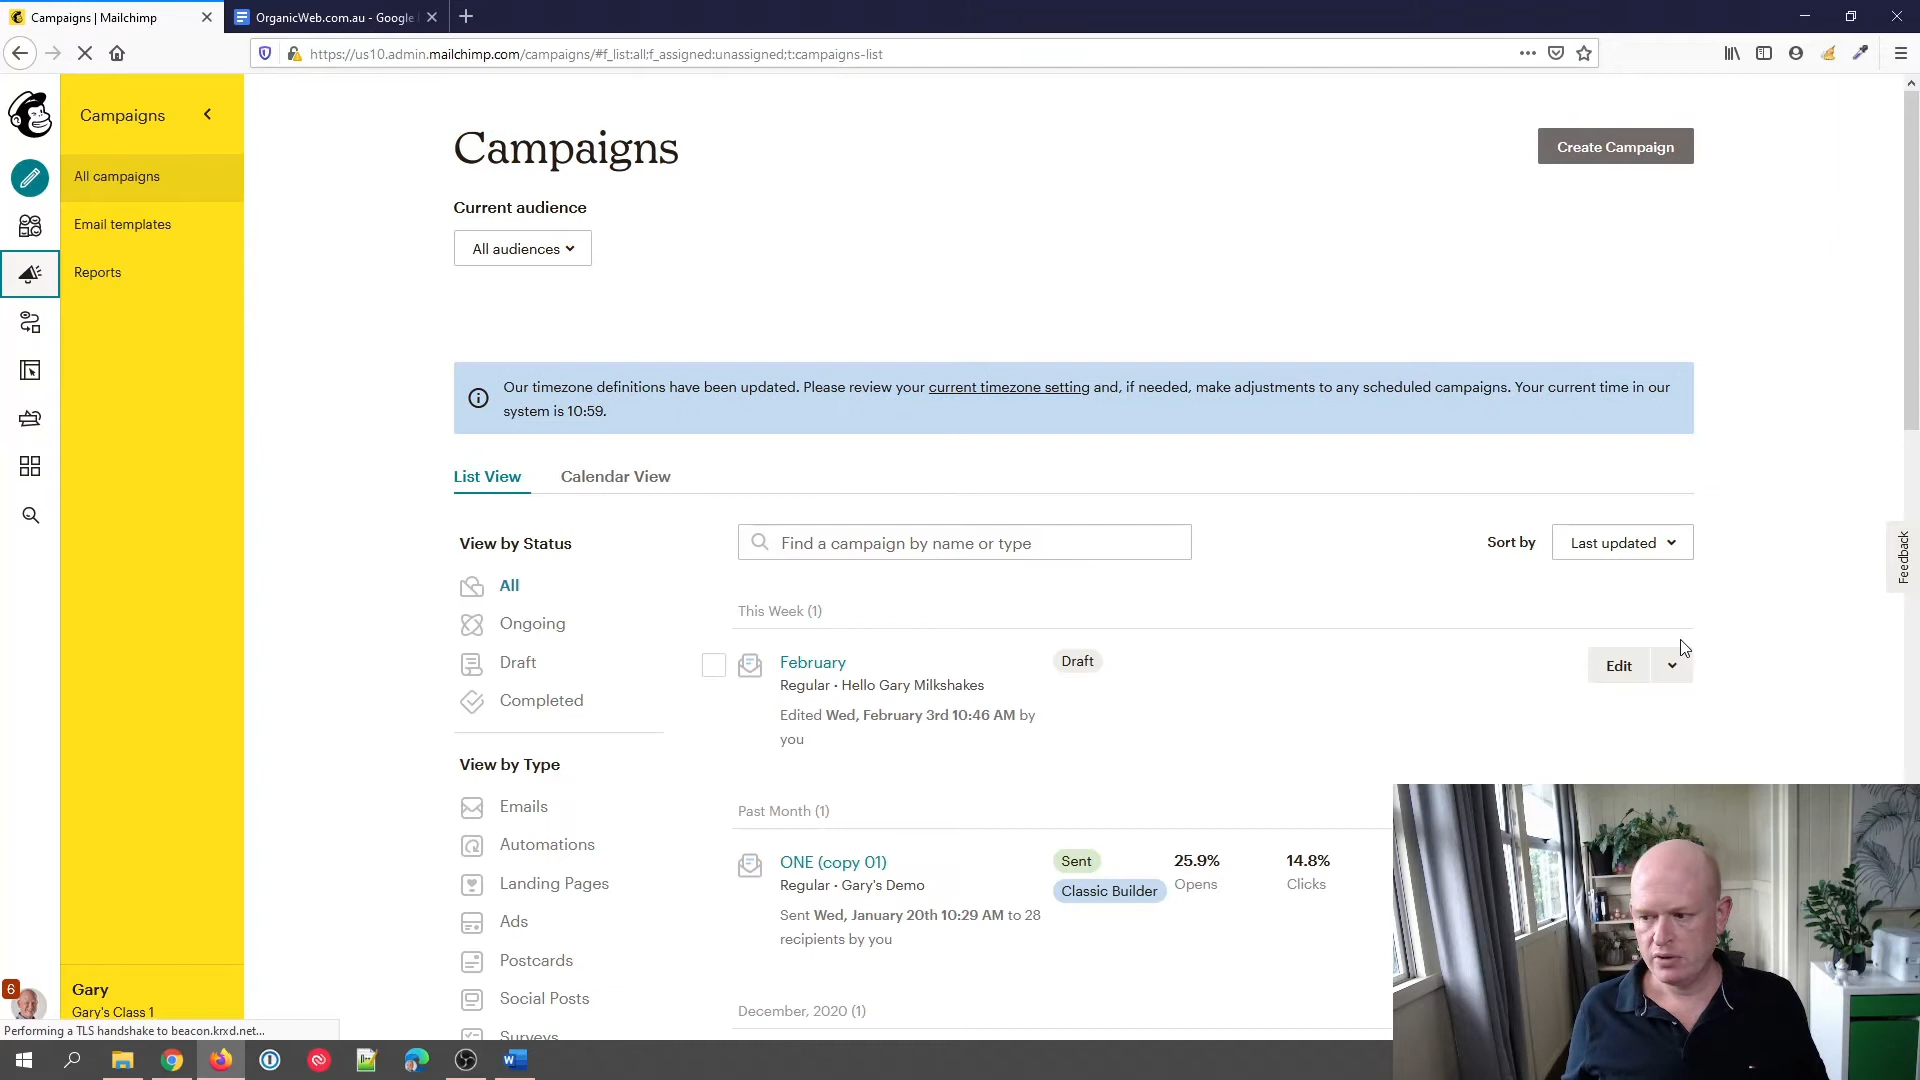 Campaigns | Mailchimp
OrganicWeb.com.au - Google
https://us10.admin.mailchimp.com/campaigns/#f_list:all;f_assigned:unassigned;t:campaigns-list
Campaigns
All campaigns
Email templates
Reports
Campaigns
Create Campaign
Current audience
All audiences
Our timezone definitions have been updated. Please review your current timezone setting and, if needed, make adjustments to any scheduled campaigns. Your current time in our
system is 10:59.
List View
Calendar View
View by Status
All
Ongoing
Draft
Completed
View by Type
Emails
Automations
Landing Pages
Ads
Postcards
Social Posts
Surveys
Find a campaign by name or type
Sort by
Last updated
This Week (1)
February
Draft
Regular · Hello Gary Milkshakes
Edited Wed, February 3rd 10:46 AM by
you
Edit
Past Month (1)
ONE (copy 01)
Regular · Gary's Demo
Sent Wed, January 20th 10:29 AM to 28
recipients by you
Sent
Classic Builder
25.9%
Opens
14.8%
Clicks
December, 2020 (1)
Feedback
6
Gary
Gary's Class 1
Performing a TLS handshake to beacon.krxd.net...